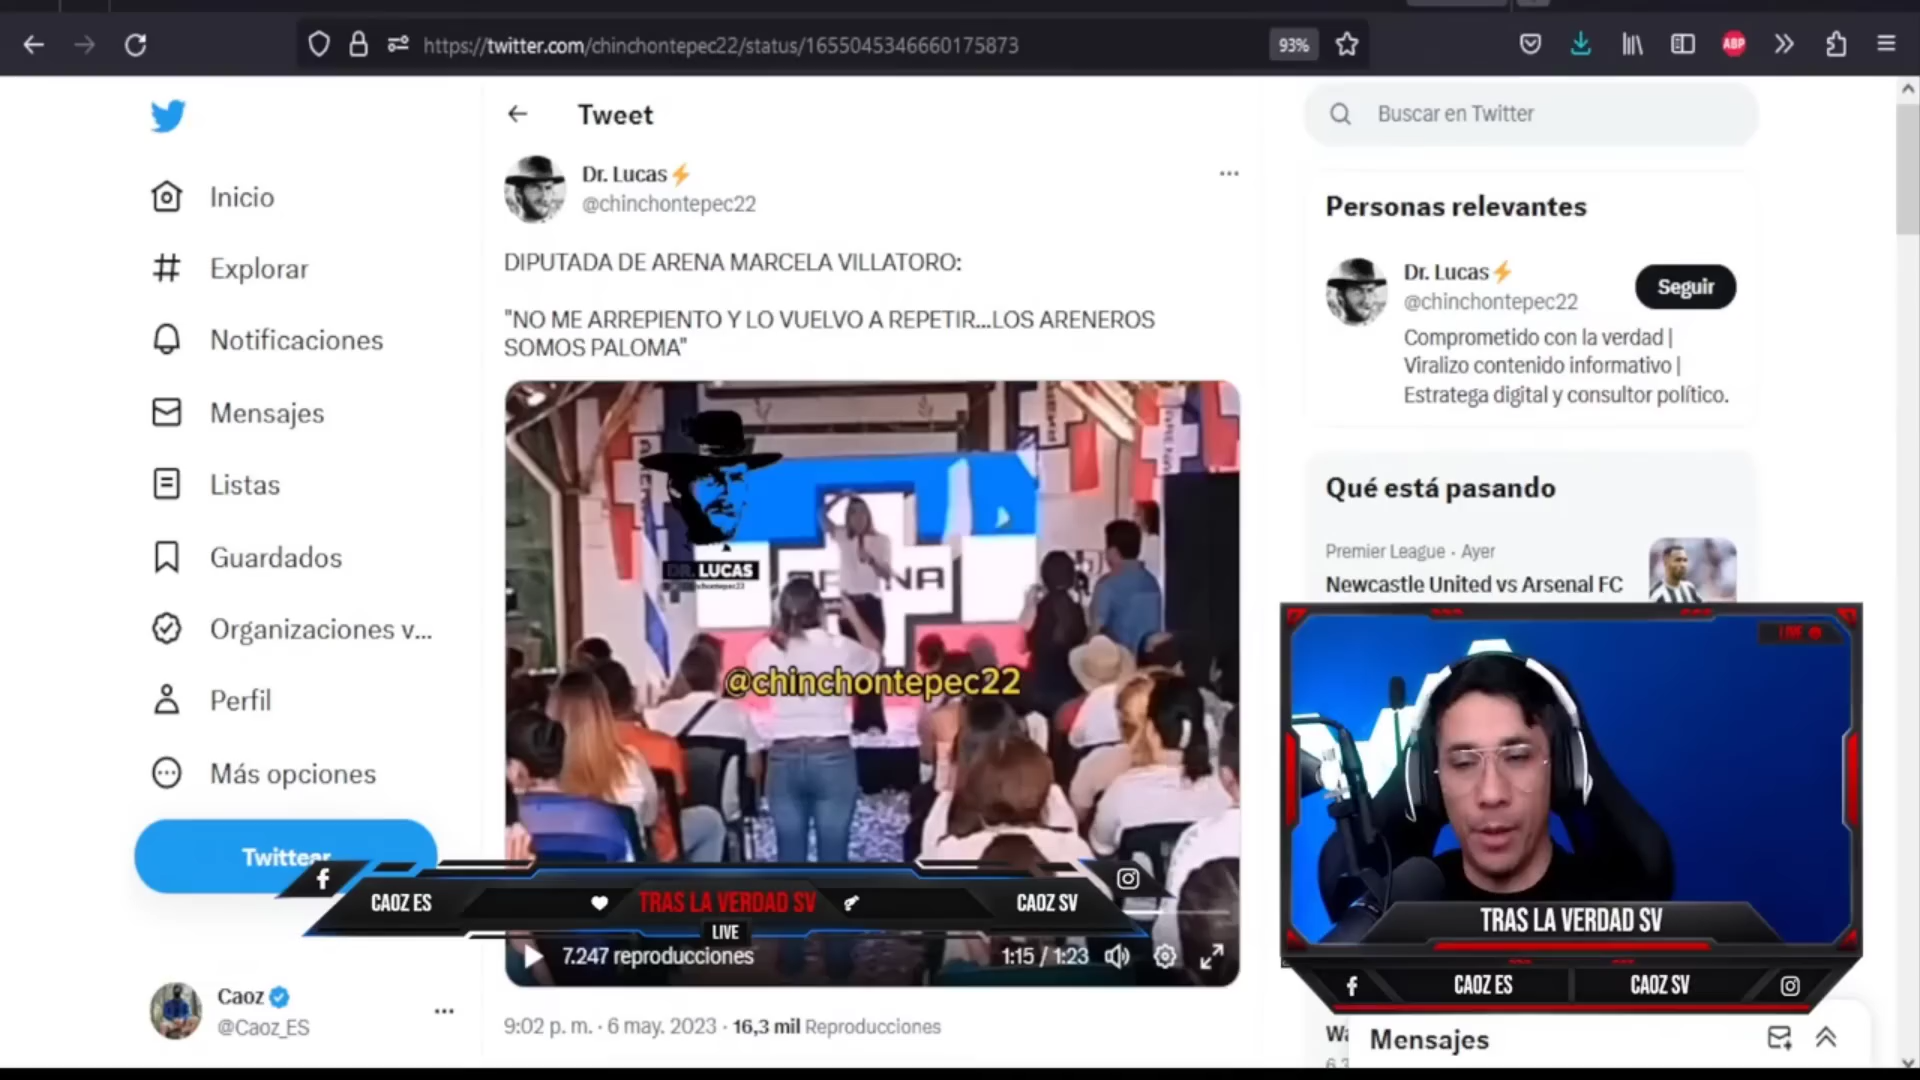 https://twitter.com/chinchontepec22/status/1655045346660175873
93%
ABP
Inicio
Explorar
Notificaciones
Mensajes
Listas
Guardados
Organizaciones v...
Perfil
Más opciones
Twittear
Caoz
@Caoz_ES
Tweet
Dr. Lucas⚡
@chinchontepec22
DIPUTADA DE ARENA MARCELA VILLATORO:
"NO ME ARREPIENTO Y LO VUELVO A REPETIR...LOS ARENEROS
SOMOS PALOMA"
DR. LUCAS
@chinchontepec22
CAOZ ES
TRAS LA VERDAD SV
CAOZ SV
LIVE
7.247 reproducciones
1:15 / 1:23
9:02 p. m. · 6 may. 2023 · 16,3 mil Reproducciones
Buscar en Twitter
Personas relevantes
Dr. Lucas⚡
@chinchontepec22
Seguir
Comprometido con la verdad |
Viralizo contenido informativo |
Estratega digital y consultor político.
Qué está pasando
Premier League · Ayer
Newcastle United vs Arsenal FC
LIVE
TRAS LA VERDAD SV
CAOZ ES
CAOZ SV
Mensajes